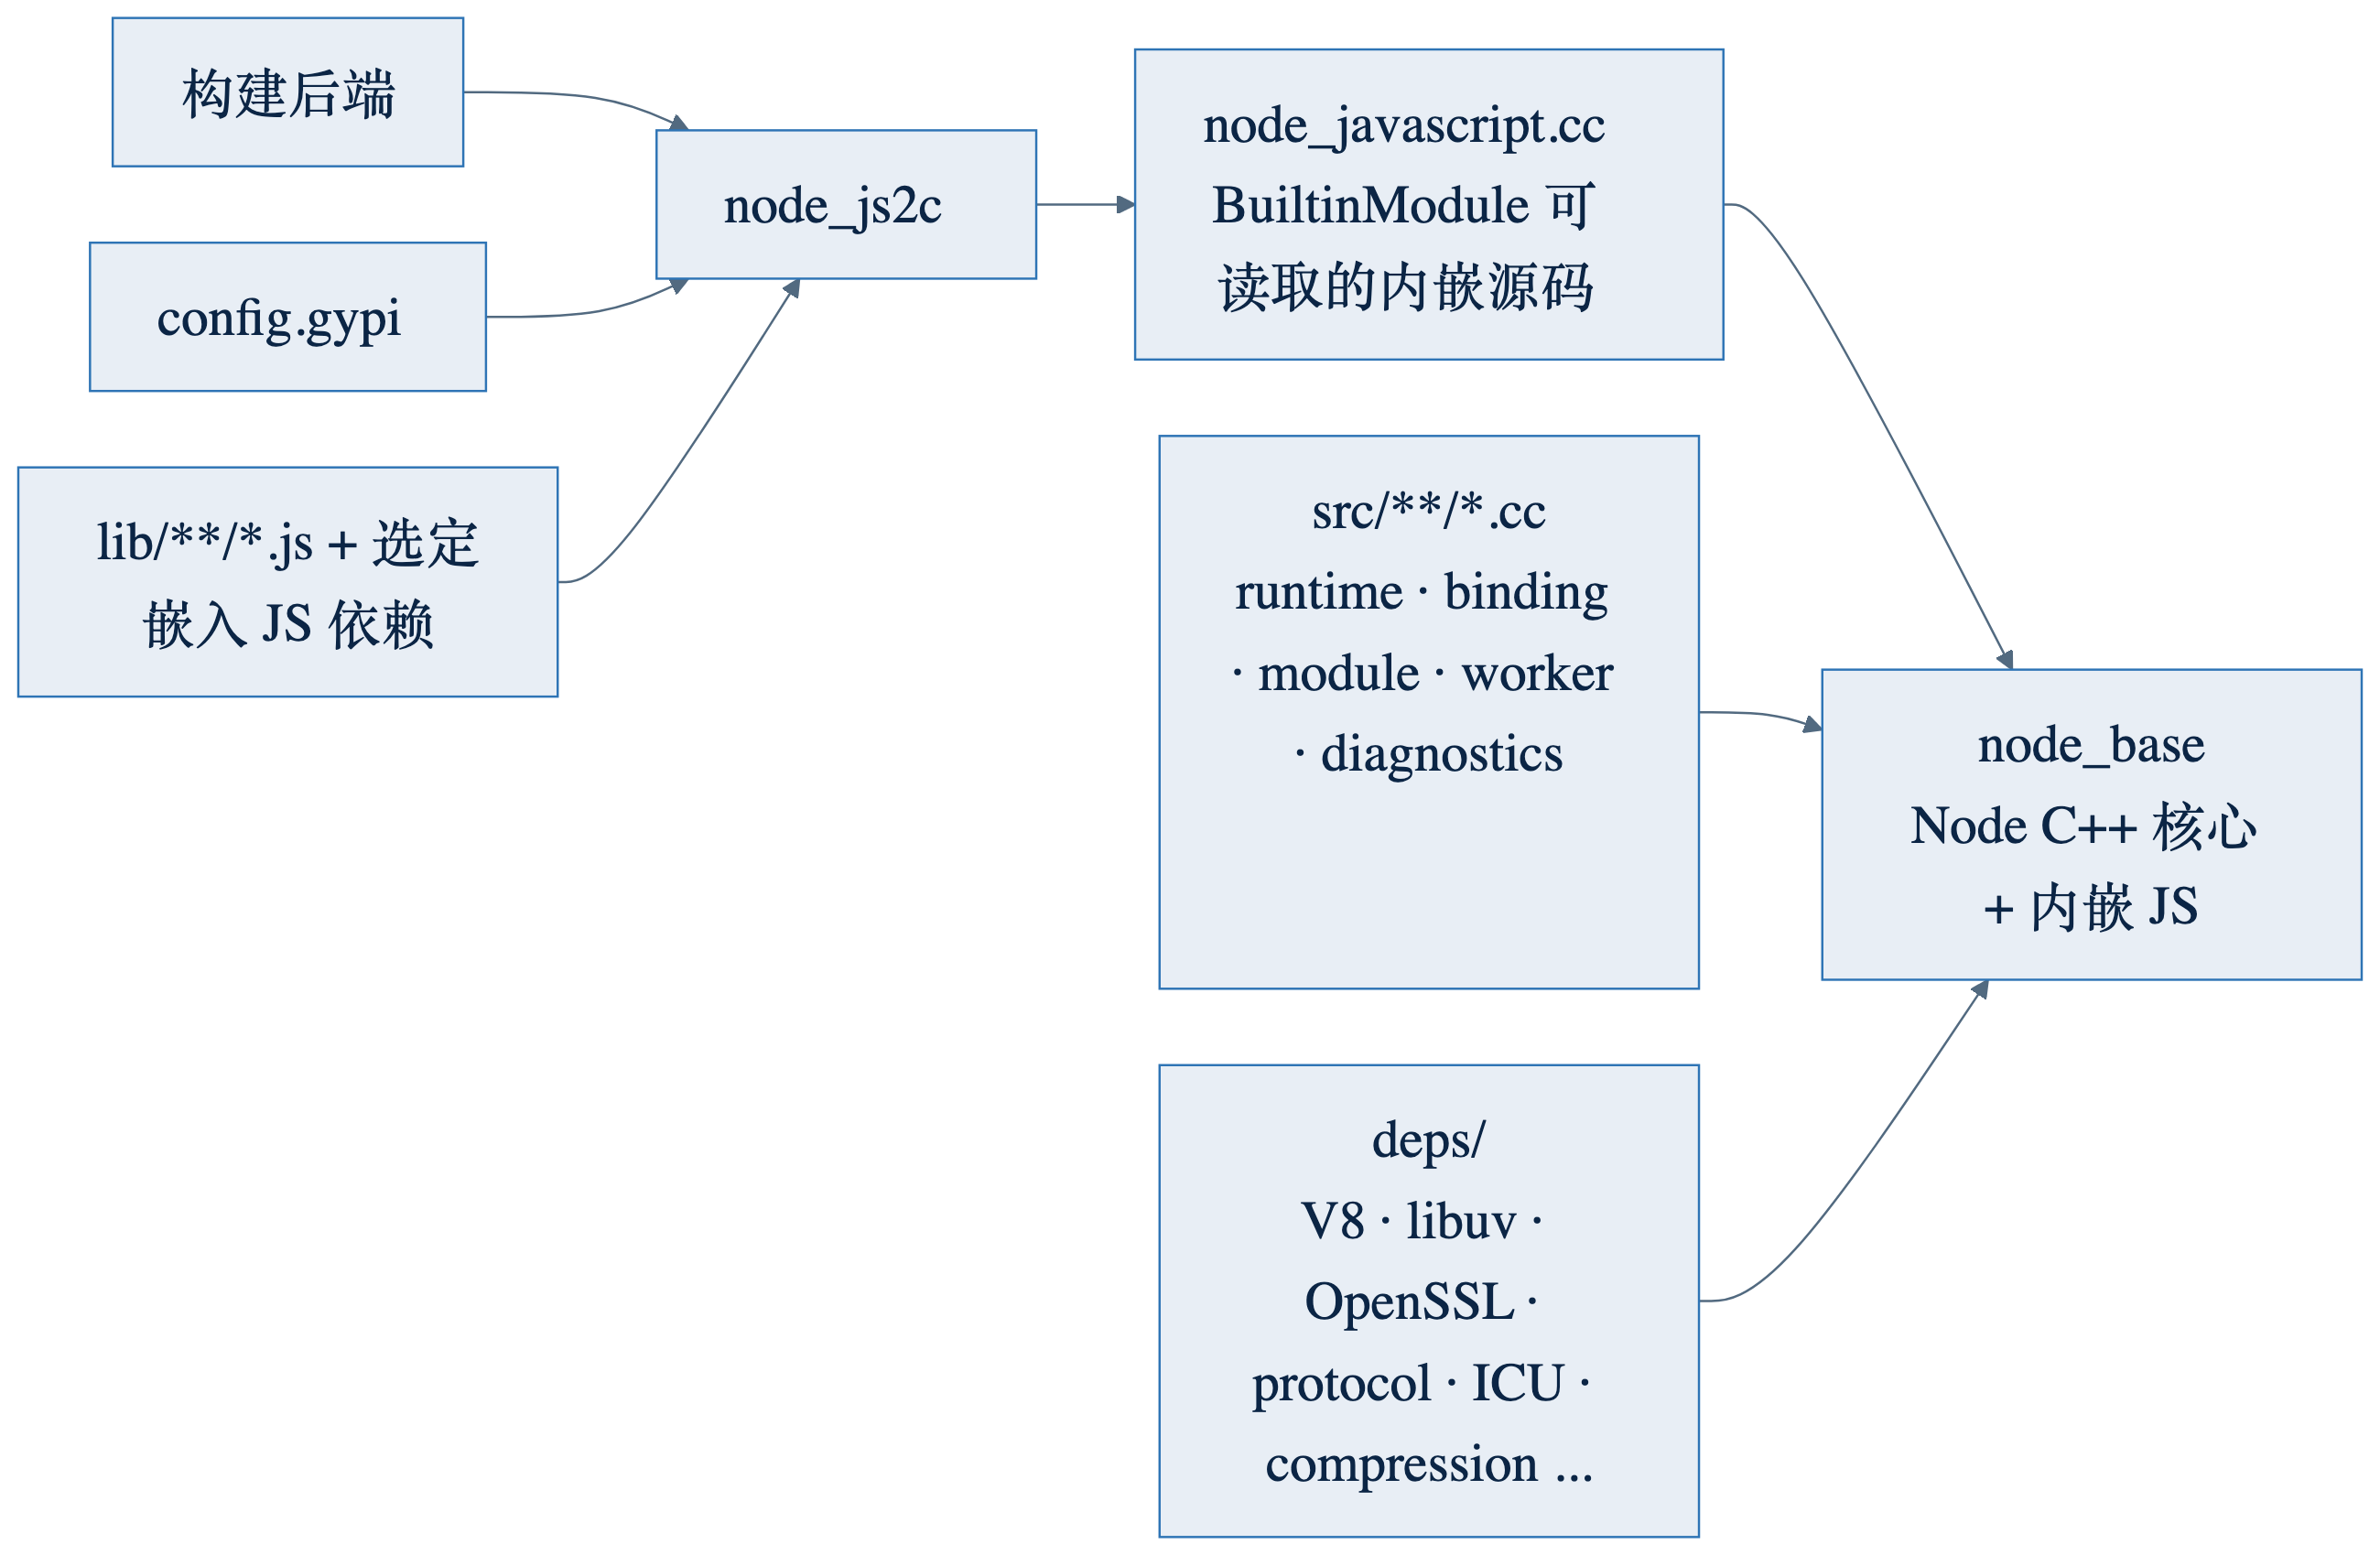 构建后端
config.gypi
lib/**/*.js + 选定
嵌入 JS 依赖
node_js2c
node_javascript.cc
BuiltinModule 可
读取的内嵌源码
src/**/*.cc
runtime · binding
· module · worker
· diagnostics
deps/
V8 · libuv ·
OpenSSL ·
protocol · ICU ·
compression ...
node_base
Node C++ 核心
+ 内嵌 JS